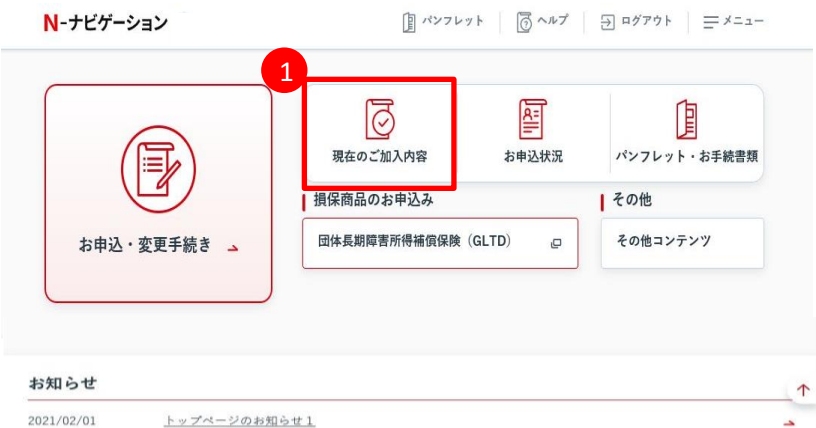 N-ナビゲーション
パンフレット
ヘルプ
ログアウト
メニュー
1
お申込・変更手続き
現在のご加入内容
お申込状況
パンフレット・お手続書類
損保商品のお申込み
団体長期障害所得補償保険（GLTD）
その他
その他コンテンツ
お知らせ
2021/02/01 トップページのお知らせ1